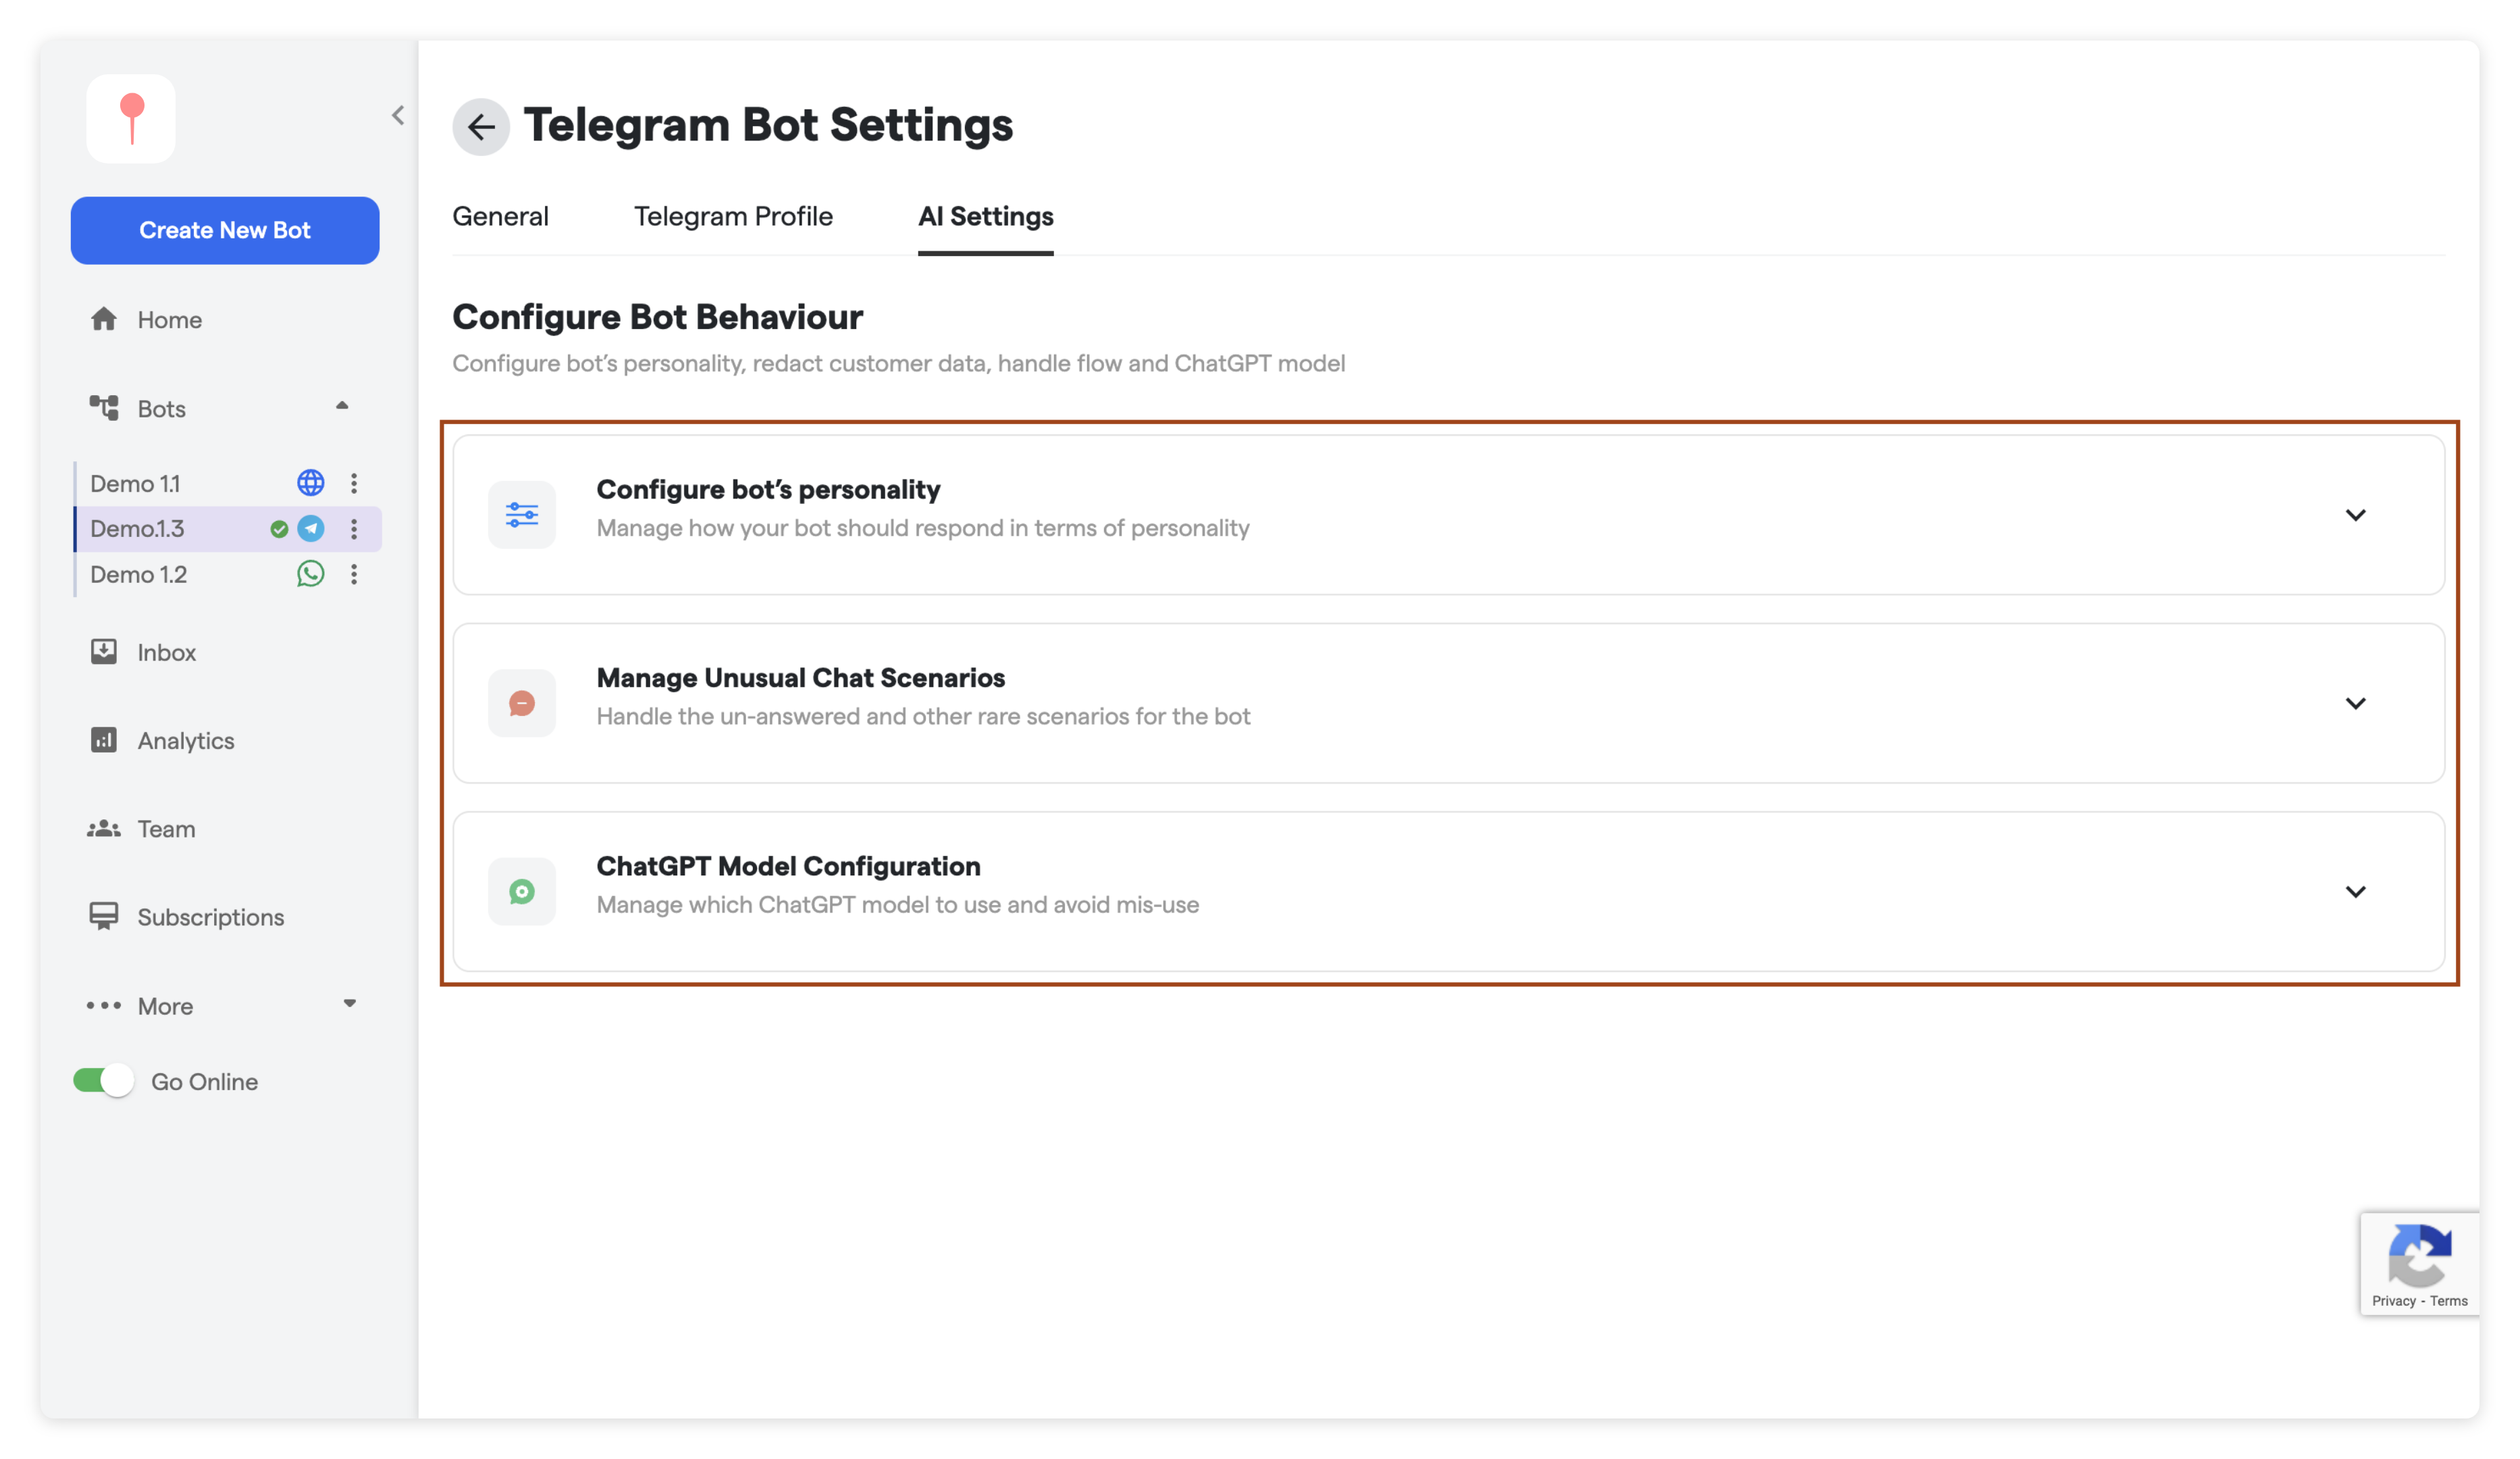 Create New Bot
Home
Bots
Demo 1.1
Demo.1.3
Demo 1.2
Inbox
Analytics
Team
Subscriptions
More
Go Online
Telegram Bot Settings
General
Telegram Profile
AI Settings
Configure Bot Behaviour
Configure bot’s personality, redact customer data, handle flow and ChatGPT model
Configure bot’s personality
Manage how your bot should respond in terms of personality
Manage Unusual Chat Scenarios
Handle the un-answered and other rare scenarios for the bot
ChatGPT Model Configuration
Manage which ChatGPT model to use and avoid mis-use
Privacy - Terms